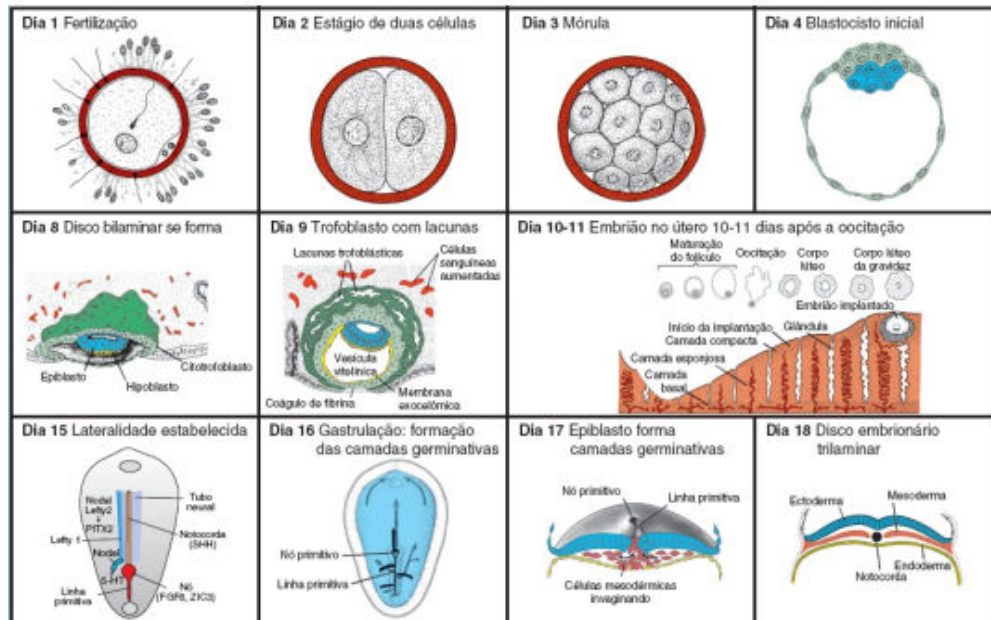 Dia 1 Fertilização
Dia 2 Estágio de duas células
Dia 3 Mórula
Dia 4 Blastocisto inicial
Dia 8 Disco bilaminar se forma
Epiblasto
Hipoblasto
Citotrofoblasto
Dia 9 Trofoblasto com lacunas
Lacunas trofoblásticas
Células
sanguíneas
aumentadas
Vesícula
vitolínica
Membrana
exocelômica
Coágulo de fibrina
Dia 10-11 Embrião no útero 10-11 dias após a oocitação
Maturação
do folículo
Oocitação
Corpo
lúteo
Corpo lúteo
da gravidez
Embrião implantado
Início da implantação
Glândula
Camada compacta
Camada esponjosa
Camada
basal
Dia 15 Lateralidade estabelecida
Nodal
Lefty2
PITX2
Lefty 1
Nodal
5-HT
Linha
primitiva
Tubo
neural
Notocorda
(SHH)
Nó
(FGF8, ZIC3)
Dia 16 Gastrulação: formação
das camadas germinativas
Nó primitivo
Linha primitiva
Dia 17 Epiblasto forma
camadas germinativas
Nó primitivo
Linha primitiva
Células mesodérmicas
invaginando
Dia 18 Disco embrionário
trilaminar
Ectoderma
Mesoderma
Endoderma
Notocorda